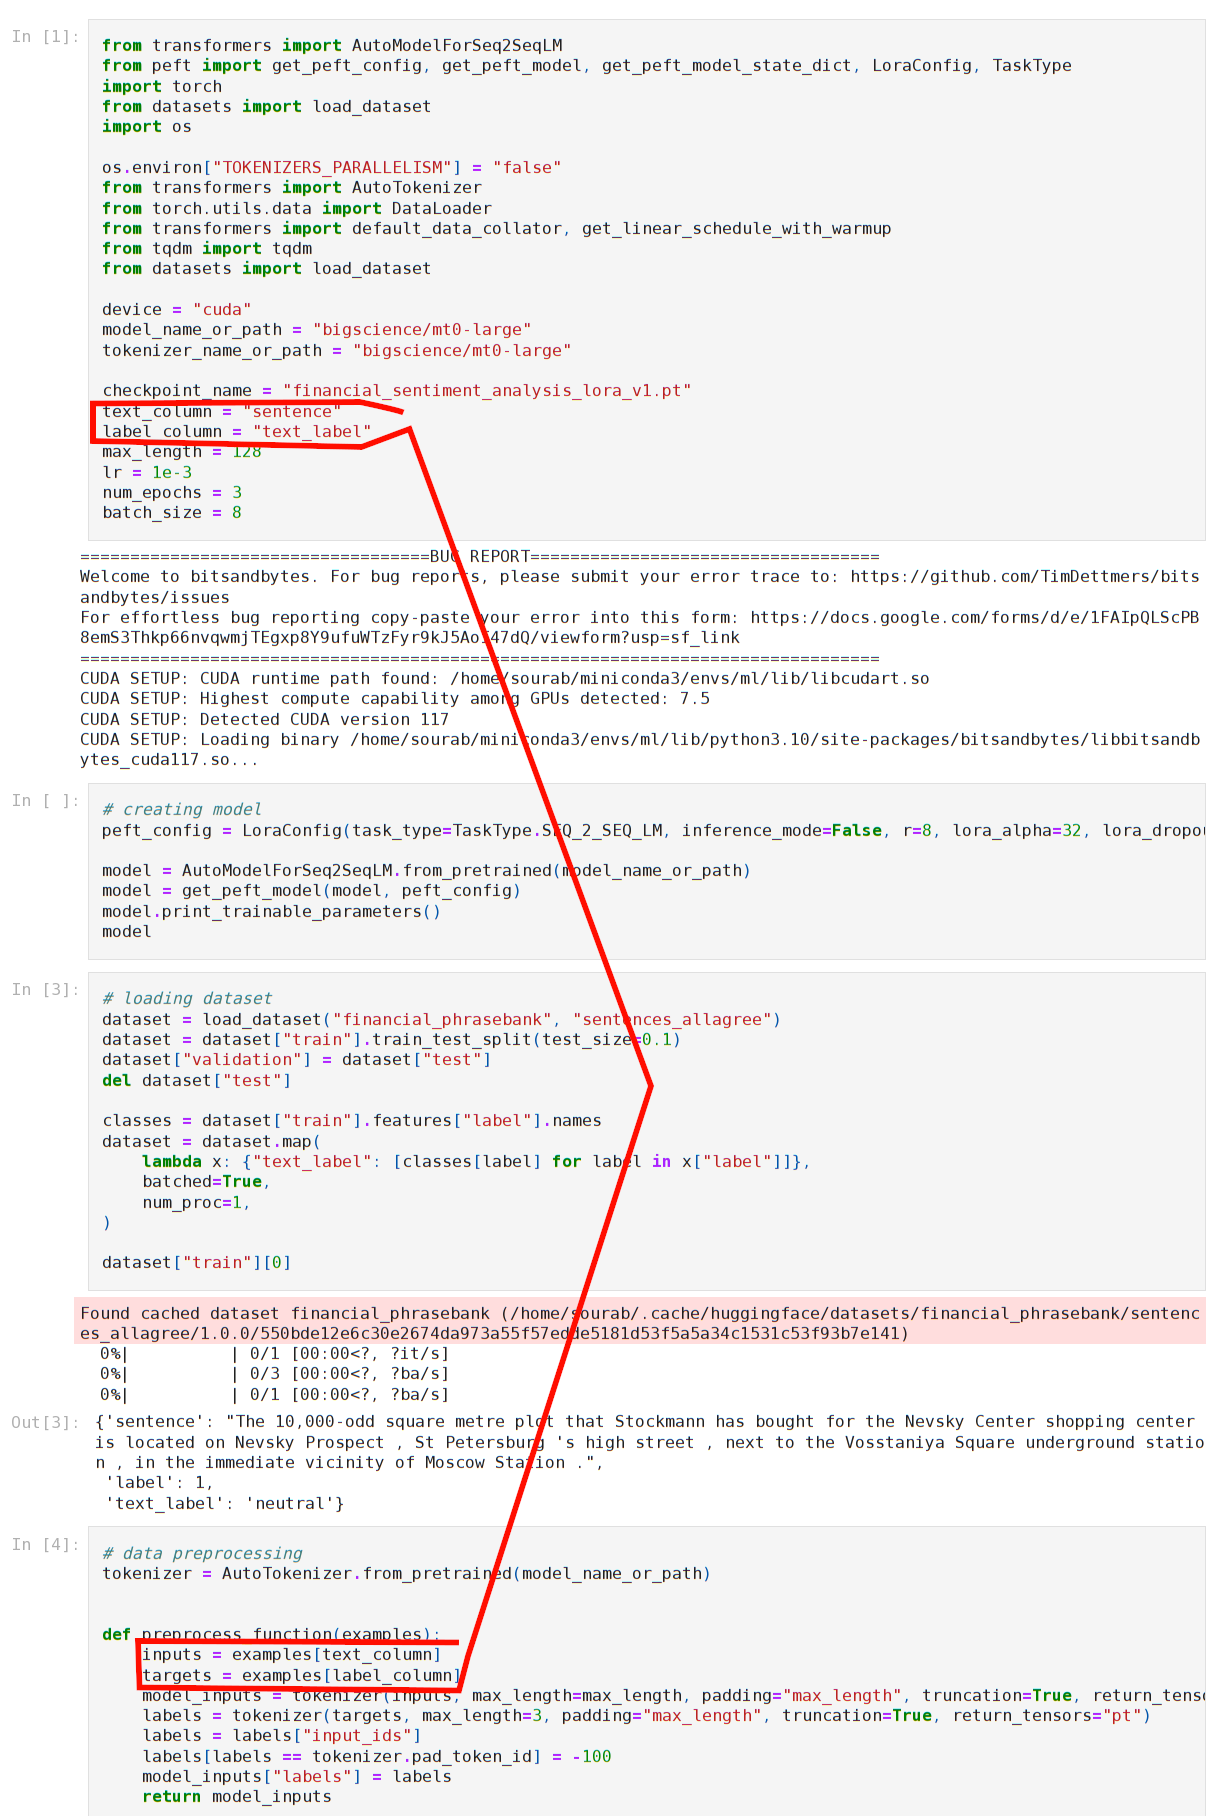 In [1]:
from transformers import AutoModelForSeq2SeqLM
from peft import get_peft_config, get_peft_model, get_peft_model_state_dict, LoraConfig, TaskType
import torch
from datasets import load_dataset
import os

os.environ["TOKENIZERS_PARALLELISM"] = "false"
from transformers import AutoTokenizer
from torch.utils.data import DataLoader
from transformers import default_data_collator, get_linear_schedule_with_warmup
from tqdm import tqdm
from datasets import load_dataset

device = "cuda"
model_name_or_path = "bigscience/mt0-large"
tokenizer_name_or_path = "bigscience/mt0-large"

checkpoint_name = "financial_sentiment_analysis_lora_v1.pt"
text_column = "sentence"
label_column = "text_label"
max_length = 128
lr = 1e-3
num_epochs = 3
batch_size = 8
===================================BUG REPORT===================================
Welcome to bitsandbytes. For bug reports, please submit your error trace to: https://github.com/TimDettmers/bits
andbytes/issues
For effortless bug reporting copy-paste your error into this form: https://docs.google.com/forms/d/e/1FAIpQLScPB
8emS3Thkp66nvqwmjTEgxp8Y9ufuWTzFyr9kJ5AoI47dQ/viewform?usp=sf_link
================================================================================
CUDA SETUP: CUDA runtime path found: /home/sourab/miniconda3/envs/ml/lib/libcudart.so
CUDA SETUP: Highest compute capability among GPUs detected: 7.5
CUDA SETUP: Detected CUDA version 117
CUDA SETUP: Loading binary /home/sourab/miniconda3/envs/ml/lib/python3.10/site-packages/bitsandbytes/libbitsandb
ytes_cuda117.so...
In [ ]:
# creating model
peft_config = LoraConfig(task_type=TaskType.SEQ_2_SEQ_LM, inference_mode=False, r=8, lora_alpha=32, lora_dropo

model = AutoModelForSeq2SeqLM.from_pretrained(model_name_or_path)
model = get_peft_model(model, peft_config)
model.print_trainable_parameters()
model
In [3]:
# loading dataset
dataset = load_dataset("financial_phrasebank", "sentences_allagree")
dataset = dataset["train"].train_test_split(test_size=0.1)
dataset["validation"] = dataset["test"]
del dataset["test"]

classes = dataset["train"].features["label"].names
dataset = dataset.map(
    lambda x: {"text_label": [classes[label] for label in x["label"]]},
    batched=True,
    num_proc=1,
)

dataset["train"][0]
Found cached dataset financial_phrasebank (/home/sourab/.cache/huggingface/datasets/financial_phrasebank/sentenc
es_allagree/1.0.0/550bde12e6c30e2674da973a55f57edde5181d53f5a5a34c1531c53f93b7e141)
  0%|          | 0/1 [00:00<?, ?it/s]
  0%|          | 0/3 [00:00<?, ?ba/s]
  0%|          | 0/1 [00:00<?, ?ba/s]
Out[3]:
{'sentence': "The 10,000-odd square metre plot that Stockmann has bought for the Nevsky Center shopping center
is located on Nevsky Prospect , St Petersburg 's high street , next to the Vosstaniya Square underground statio
n , in the immediate vicinity of Moscow Station .",
 'label': 1,
 'text_label': 'neutral'}
In [4]:
# data preprocessing
tokenizer = AutoTokenizer.from_pretrained(model_name_or_path)


def preprocess_function(examples):
    inputs = examples[text_column]
    targets = examples[label_column]
    model_inputs = tokenizer(inputs, max_length=max_length, padding="max_length", truncation=True, return_tens
    labels = tokenizer(targets, max_length=3, padding="max_length", truncation=True, return_tensors="pt")
    labels = labels["input_ids"]
    labels[labels == tokenizer.pad_token_id] = -100
    model_inputs["labels"] = labels
    return model_inputs